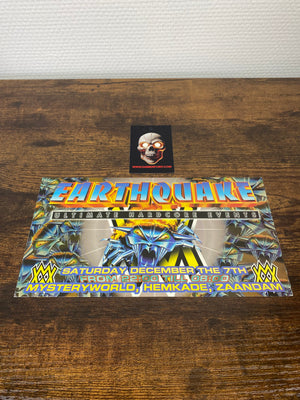 EARTHQUAKE
ULTIMATE HARDCORE EVENTS
SATURDAY DECEMBER THE 7TH
MYSTERYWORLD, HEMKADE, ZAANDAM